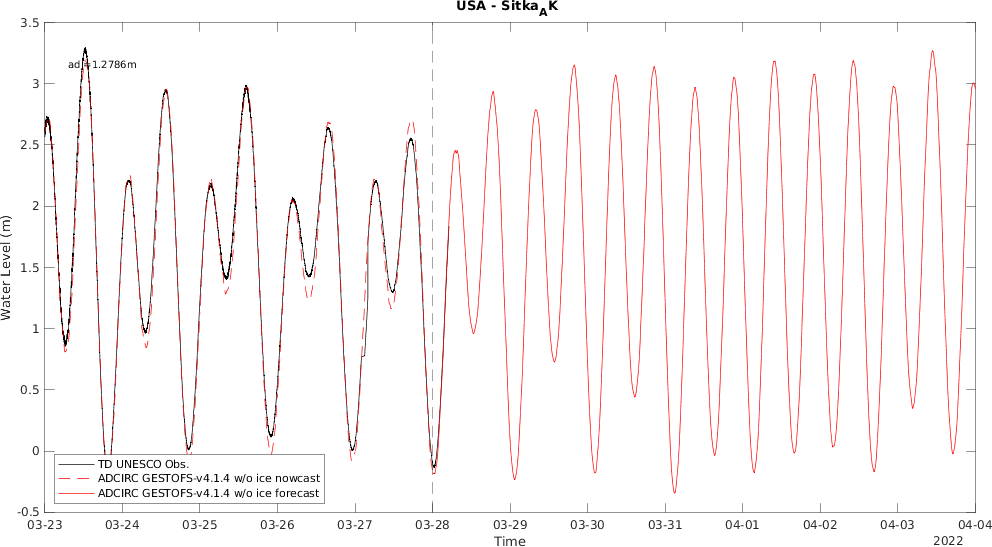 USA - Sitka_AK
3.5
3
2.5
2
1.5
1
0.5
0
-0.5
Water Level (m)
ad =1.2786m
TD UNESCO Obs.
ADCIRC GESTOFS-v4.1.4 w/o ice nowcast
ADCIRC GESTOFS-v4.1.4 w/o ice forecast
03-23 03-24 03-25 03-26 03-27 03-28 03-29 03-30 03-31 04-01 04-02 04-03 04-04
Time
2022